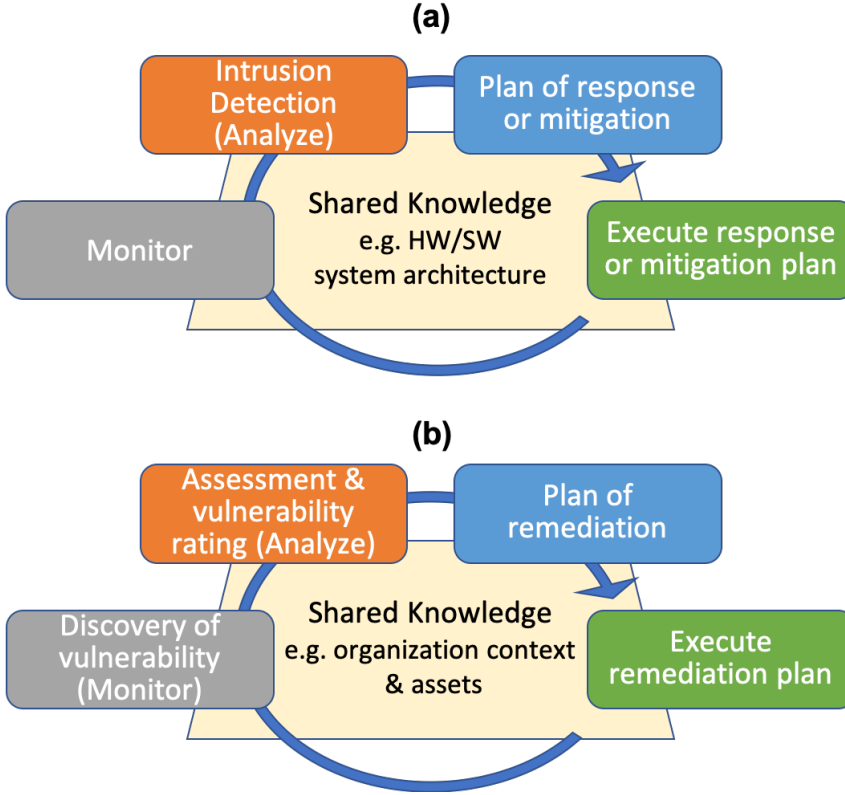 (a)
Intrusion
Detection
(Analyze)
Plan of response
or mitigation
Shared Knowledge
e.g. HW/SW
system architecture
Monitor
Execute response
or mitigation plan
(b)
Assessment &
vulnerability
rating (Analyze)
Plan of
remediation
Shared Knowledge
e.g. organization context
& assets
Discovery of
vulnerability
(Monitor)
Execute
remediation plan